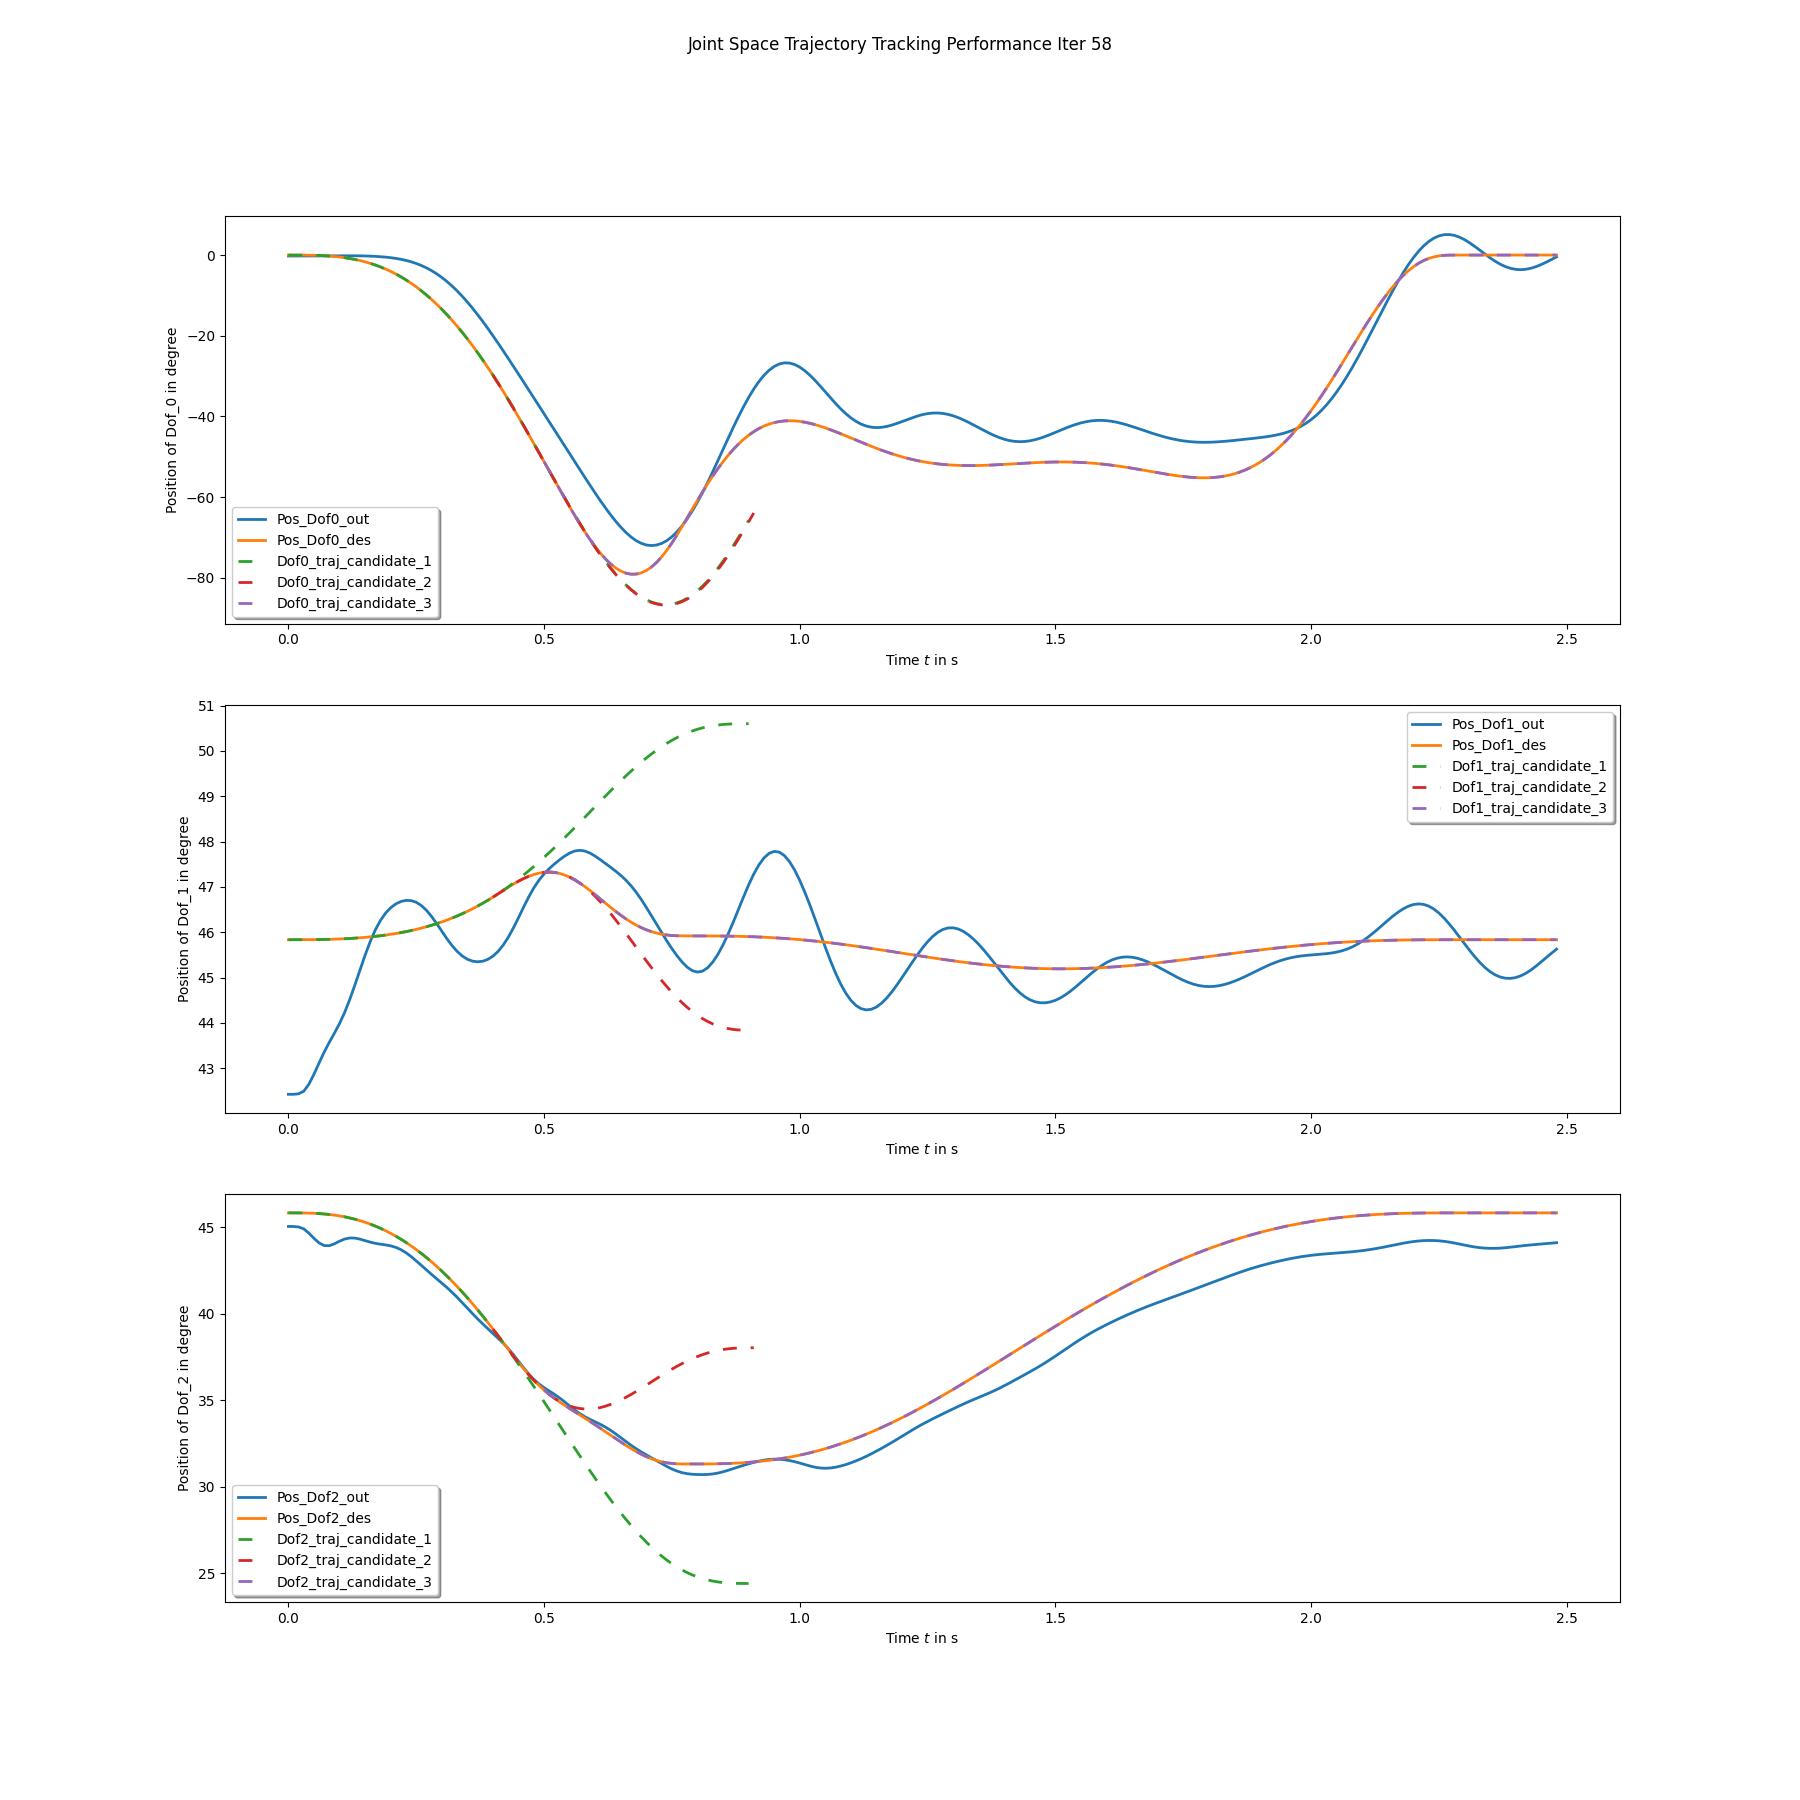 Joint Space Trajectory Tracking Performance Iter 58
Position of Dof_0 in degree
0
−20
−40
−60
−80
Pos_Dof0_out
Pos_Dof0_des
Dof0_traj_candidate_1
Dof0_traj_candidate_2
Dof0_traj_candidate_3
0.0 0.5 1.0 1.5 2.0 2.5
Time t in s
Position of Dof_1 in degree
51
50
49
48
47
46
45
44
43
Pos_Dof1_out
Pos_Dof1_des
Dof1_traj_candidate_1
Dof1_traj_candidate_2
Dof1_traj_candidate_3
0.0 0.5 1.0 1.5 2.0 2.5
Time t in s
Position of Dof_2 in degree
45
40
35
30
25
Pos_Dof2_out
Pos_Dof2_des
Dof2_traj_candidate_1
Dof2_traj_candidate_2
Dof2_traj_candidate_3
0.0 0.5 1.0 1.5 2.0 2.5
Time t in s